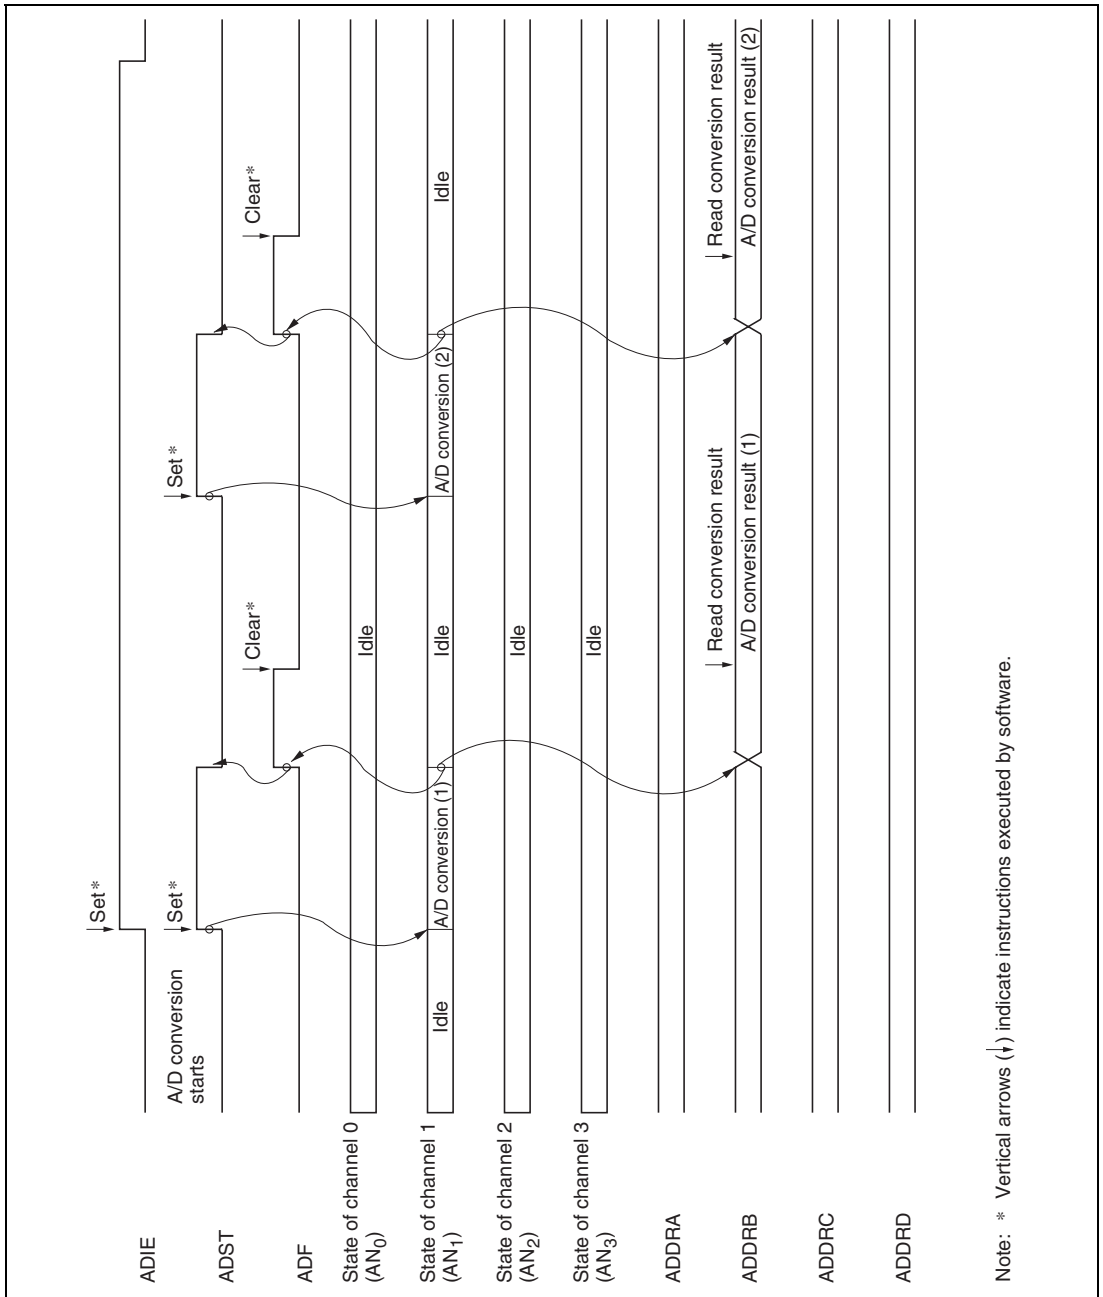 Set*
ADIE
A/D conversion
starts
Set*
Set*
ADST
Clear*
Clear*
ADF
State of channel 0
(AN0)
Idle
State of channel 1
(AN1)
Idle
A/D conversion (1)
Idle
A/D conversion (2)
Idle
State of channel 2
(AN2)
Idle
State of channel 3
(AN3)
Idle
ADDRA
Read conversion result
Read conversion result
ADDRB
A/D conversion result (1)
A/D conversion result (2)
ADDRC
ADDRD
Note: * Vertical arrows (↓) indicate instructions executed by software.